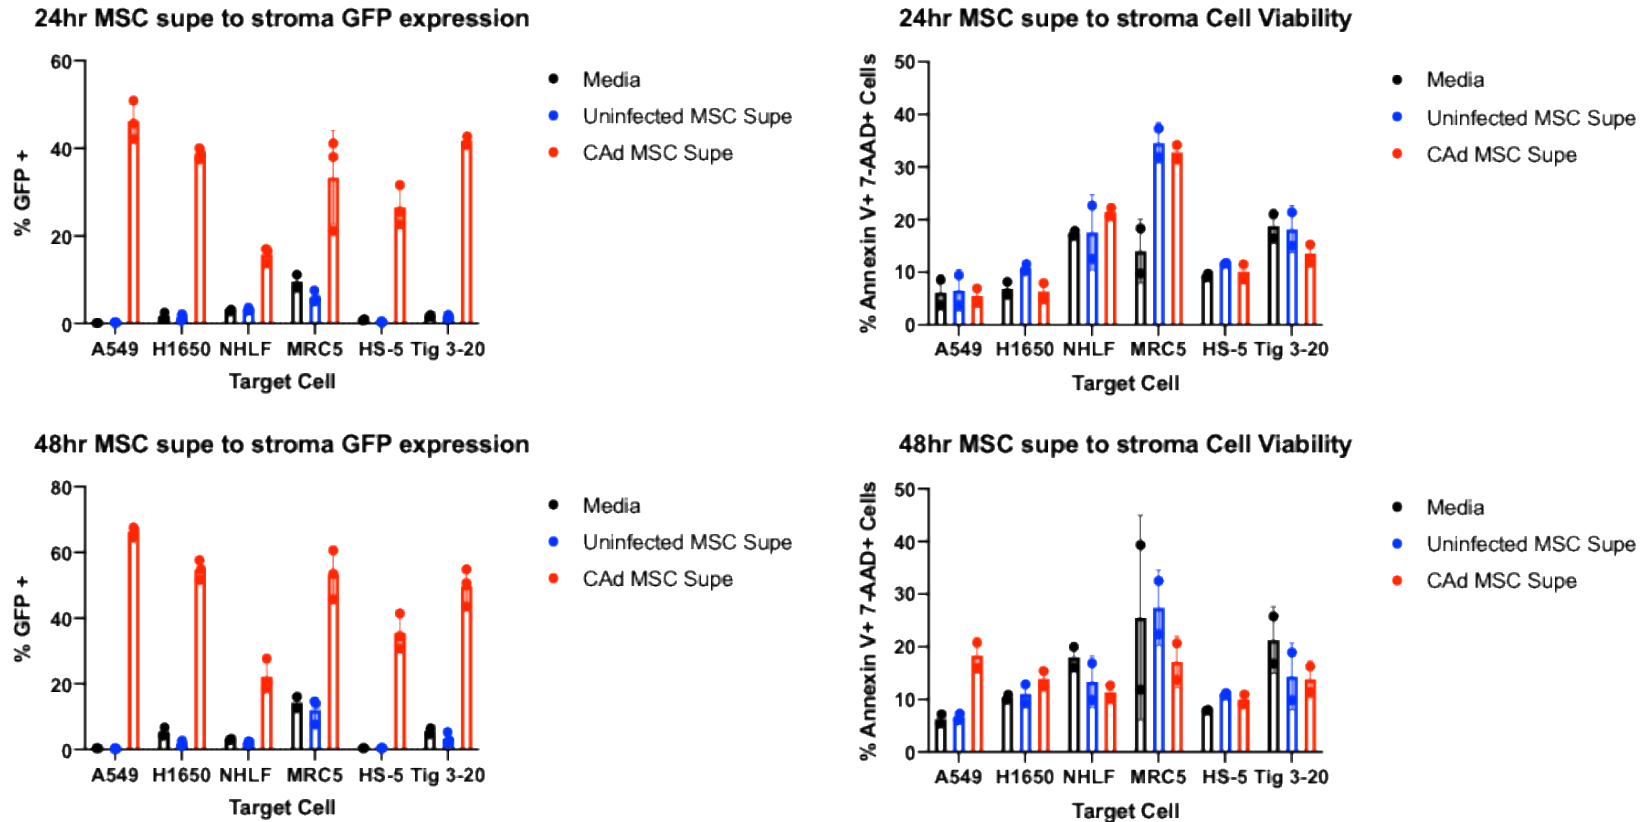 24hr MSC supe to stroma GFP expression
% GFP +
60
40
20
0
A549 H1650 NHLF MRC5 HS-5 Tig 3-20
Target Cell
Media
Uninfected MSC Supe
CAd MSC Supe
24hr MSC supe to stroma Cell Viability
% Annexin V+ 7-AAD+ Cells
50
40
30
20
10
0
A549 H1650 NHLF MRC5 HS-5 Tig 3-20
Target Cell
Media
Uninfected MSC Supe
CAd MSC Supe
48hr MSC supe to stroma GFP expression
% GFP +
80
60
40
20
0
A549 H1650 NHLF MRC5 HS-5 Tig 3-20
Target Cell
Media
Uninfected MSC Supe
CAd MSC Supe
48hr MSC supe to stroma Cell Viability
% Annexin V+ 7-AAD+ Cells
50
40
30
20
10
0
A549 H1650 NHLF MRC5 HS-5 Tig 3-20
Target Cell
Media
Uninfected MSC Supe
CAd MSC Supe